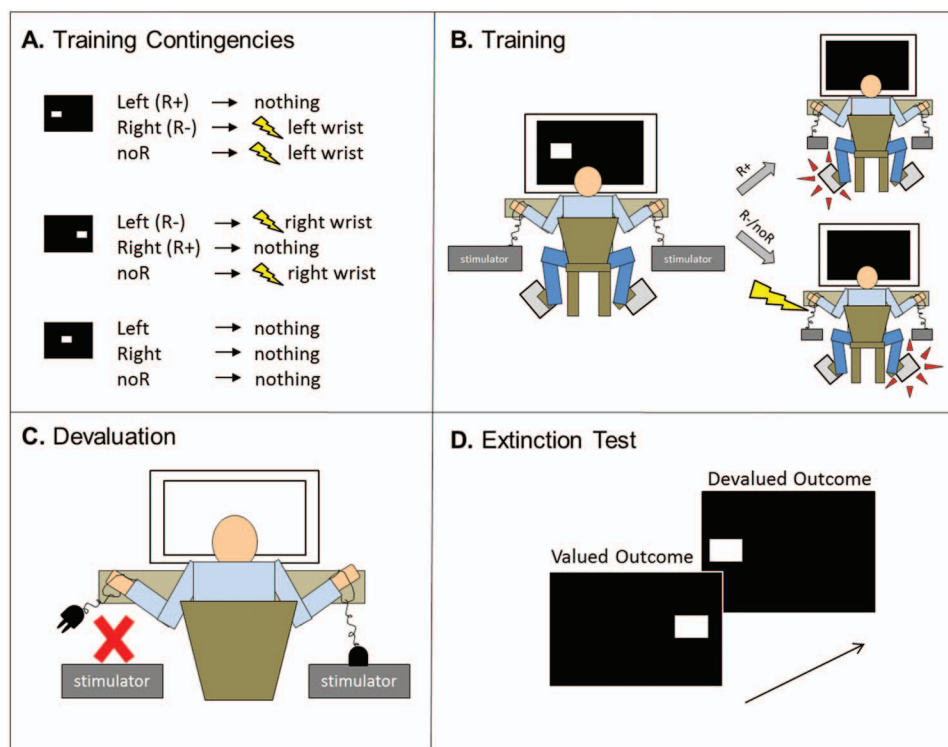 A. Training Contingencies
Left (R+) → nothing
Right (R-) → left wrist
noR → left wrist
Left (R-) → right wrist
Right (R+) → nothing
noR → right wrist
Left → nothing
Right → nothing
noR → nothing
B. Training
R+
R-/noR
stimulator
stimulator
C. Devaluation
stimulator
stimulator
D. Extinction Test
Devalued Outcome
Valued Outcome